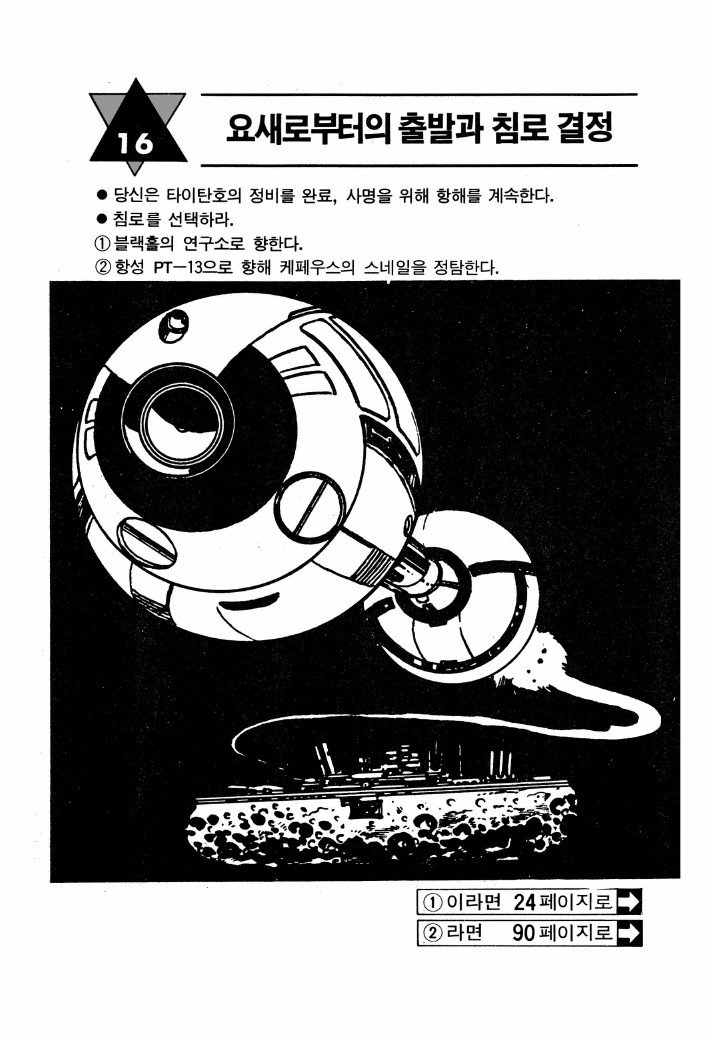 16
요새로부터의 출발과 침로 결정
● 당신은 타이탄호의 정비를 완료, 사명을 위해 항해를 계속한다.
● 침로를 선택하라.
①블랙홀의 연구소로 향한다.
②항성 PT-13으로 향해 케페우스의 스네일을 정탐한다.
①이라면 24페이지로
②라면 90페이지로